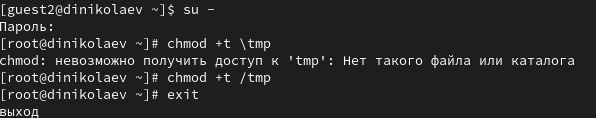 [guest2@dinikolaev ~]$ su -
Пароль:
[root@dinikolaev ~]# chmod +t \tmp
chmod: невозможно получить доступ к 'tmp': Нет такого файла или каталога
[root@dinikolaev ~]# chmod +t /tmp
[root@dinikolaev ~]# exit
выход